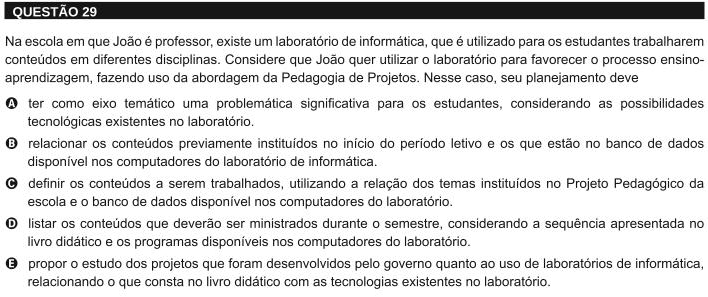 QUESTÃO 29
Na escola em que João é professor, existe um laboratório de informática, que é utilizado para os estudantes trabalharem
conteúdos em diferentes disciplinas. Considere que João quer utilizar o laboratório para favorecer o processo ensino-
aprendizagem, fazendo uso da abordagem da Pedagogia de Projetos. Nesse caso, seu planejamento deve
A ter como eixo temático uma problemática significativa para os estudantes, considerando as possibilidades
tecnológicas existentes no laboratório.
B relacionar os conteúdos previamente instituídos no início do período letivo e os que estão no banco de dados
disponível nos computadores do laboratório de informática.
C definir os conteúdos a serem trabalhados, utilizando a relação dos temas instituídos no Projeto Pedagógico da
escola e o banco de dados disponível nos computadores do laboratório.
D listar os conteúdos que deverão ser ministrados durante o semestre, considerando a sequência apresentada no
livro didático e os programas disponíveis nos computadores do laboratório.
E propor o estudo dos projetos que foram desenvolvidos pelo governo quanto ao uso de laboratórios de informática,
relacionando o que consta no livro didático com as tecnologias existentes no laboratório.